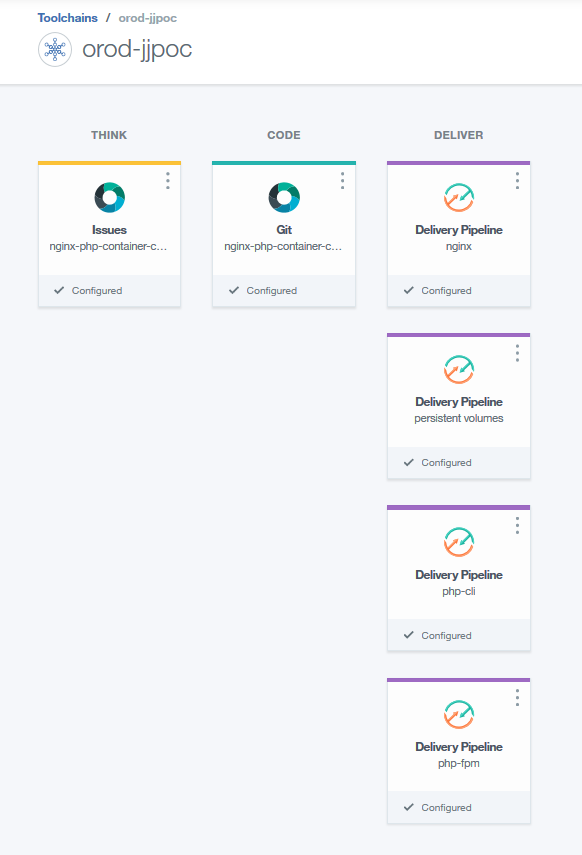 Toolchains / orod-jjpoc
orod-jjpoc
THINK
Issues
nginx-php-container-c...
Configured
CODE
Git
nginx-php-container-c...
Configured
DELIVER
Delivery Pipeline
nginx
Configured
Delivery Pipeline
persistent volumes
Configured
Delivery Pipeline
php-cli
Configured
Delivery Pipeline
php-fpm
Configured